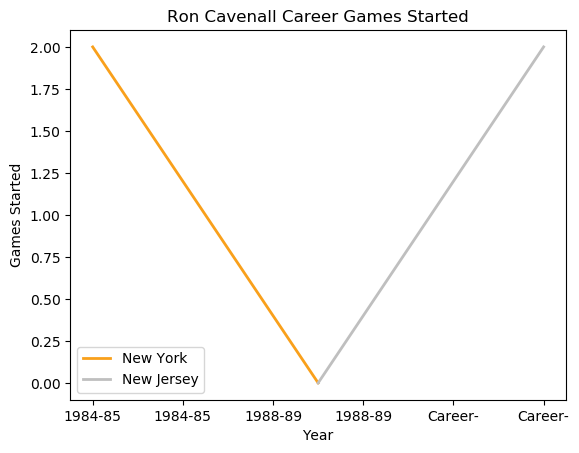 Ron Cavenall Career Games Started
Games Started
2.00
1.75
1.50
1.25
1.00
0.75
0.50
0.25
0.00
New York
New Jersey
1984-85 1984-85 1988-89 1988-89 Career- Career-
Year